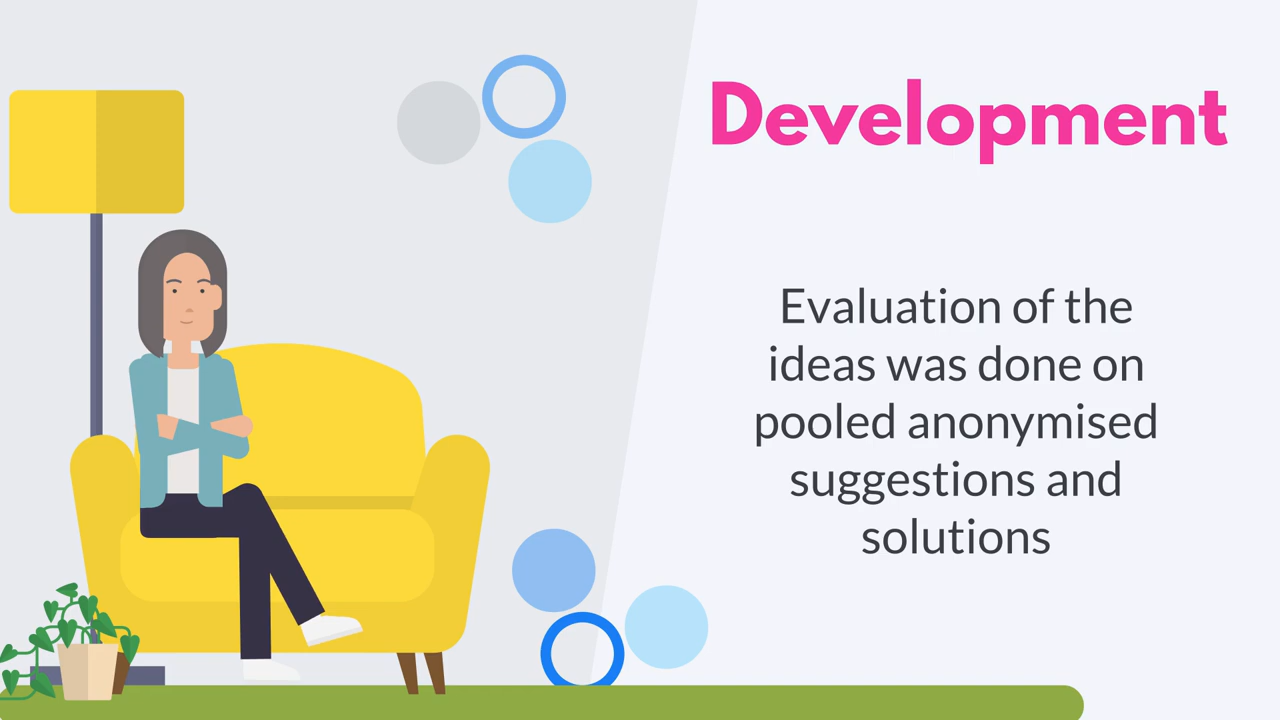 Development
Evaluation of the
ideas was done on
pooled anonymised
suggestions and
solutions